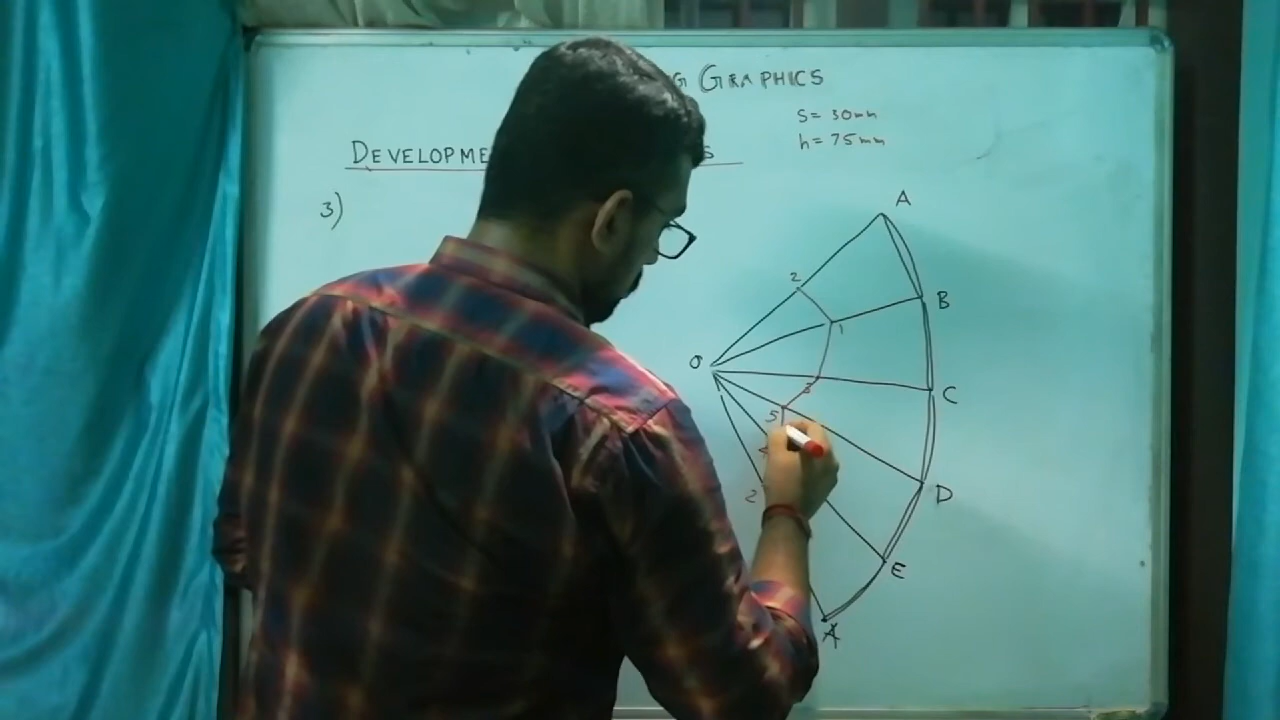 G GRAPHICS
S = 30mm
h = 75mm
DEVELOPME S
3)
A
2
B
1
O
C
3
5
4
2
D
E
A